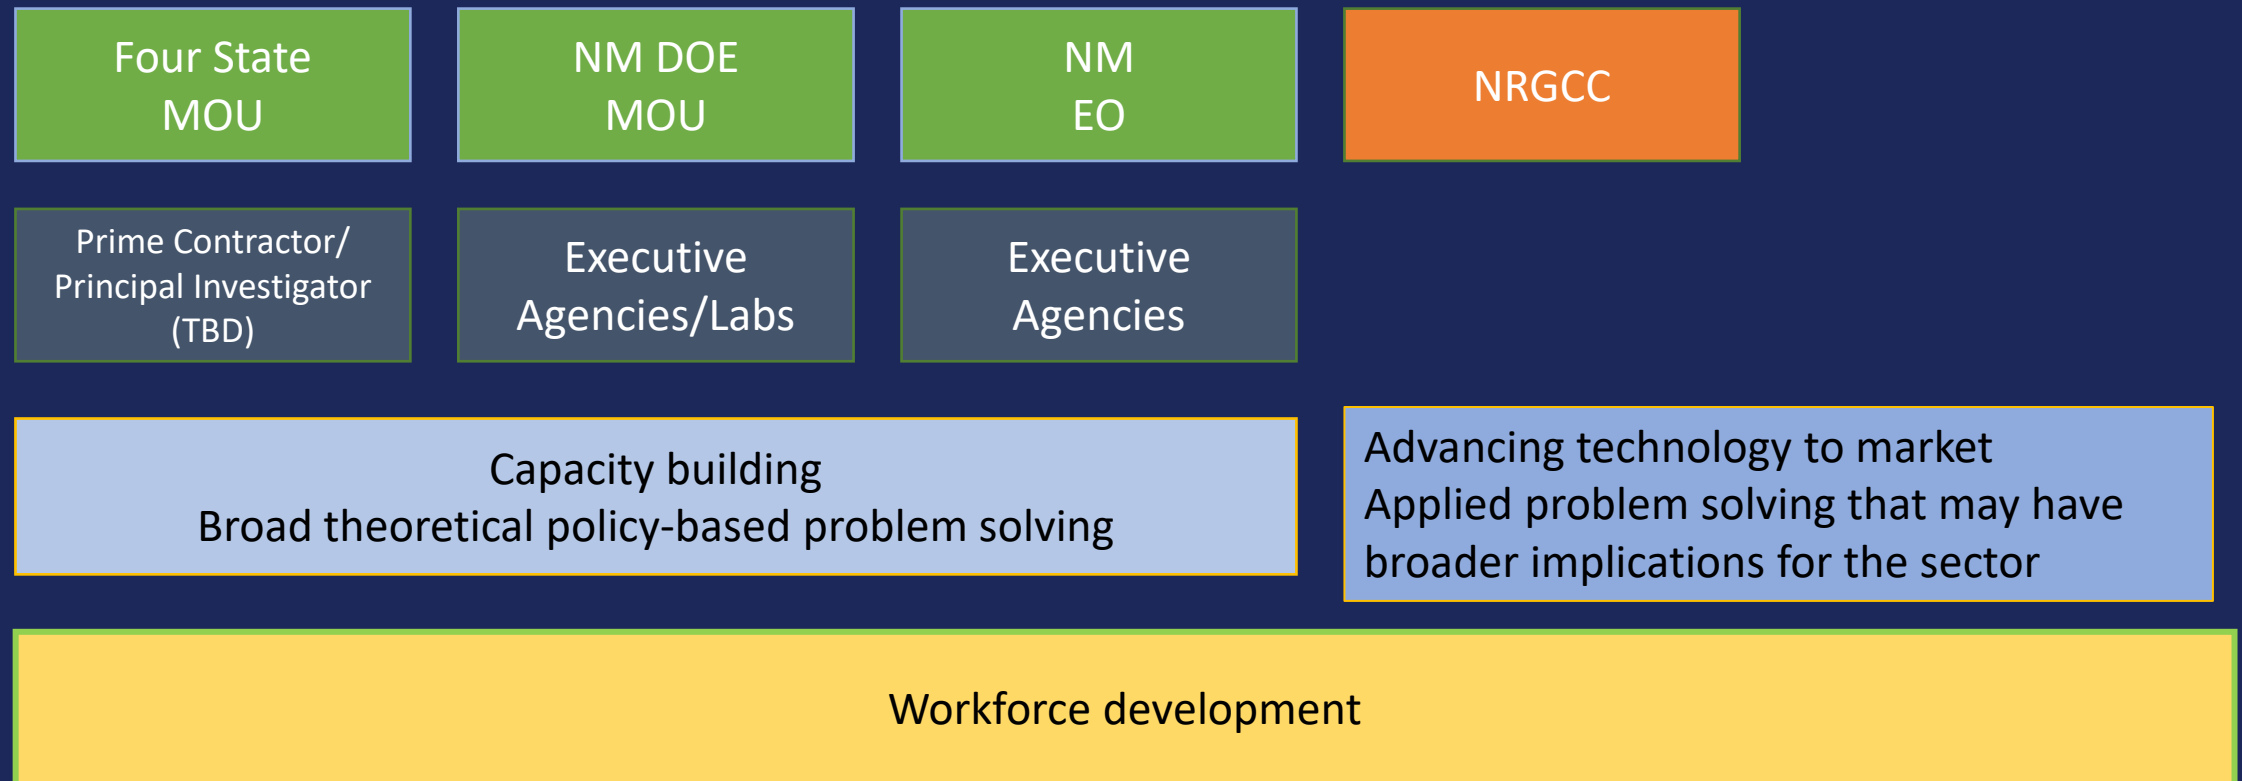 Four State
MOU
NM DOE
MOU
NM
EO
NRGCC
Prime Contractor/
Principal Investigator
(TBD)
Executive
Agencies/Labs
Executive
Agencies
Capacity building
Broad theoretical policy-based problem solving
Advancing technology to market
Applied problem solving that may have
broader implications for the sector
Workforce development